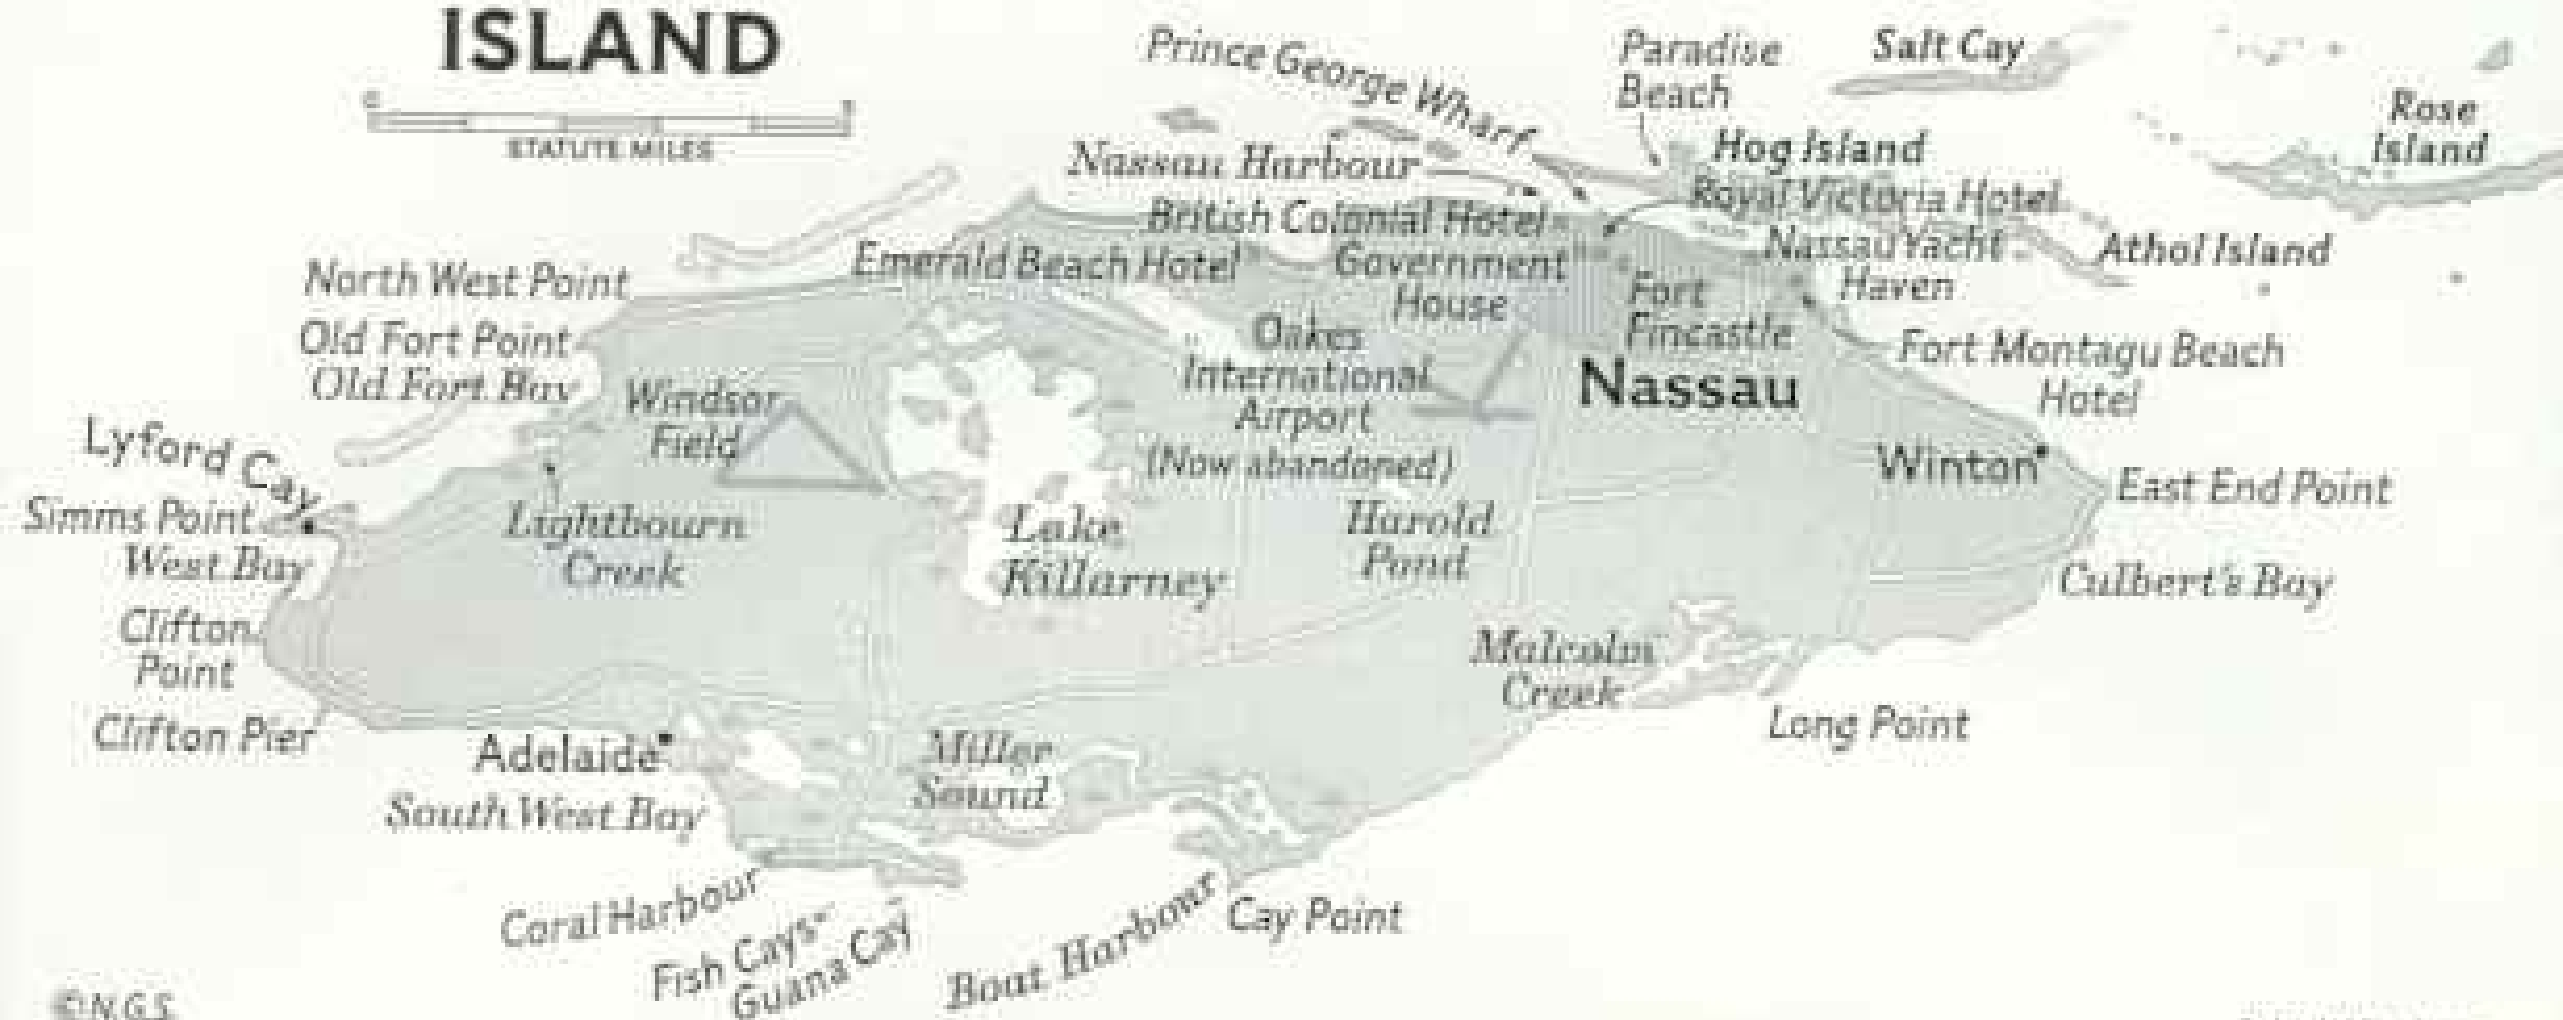 ISLAND
STATUTE MILES
Prince George Wharf
Paradise
Beach
Salt Cay
Rose
Island
Hog Island
Nassau Harbour
Royal Victoria Hotel
British Colonial Hotel
Nassau Yacht
Haven
Athol Island
Emerald Beach Hotel
Government
House
North West Point
Fort
Fincastle
Old Fort Point
Oakes
International
Airport
(Now abandoned)
Fort Montagu Beach
Hotel
Old Fort Bay
Windsor
Field
Nassau
Lyford Cay
Winton
East End Point
Simms Point
Lightbourn
Creek
Lake
Killarney
Harold
Pond
West Bay
Culbert's Bay
Clifton
Point
Malcolm
Creek
Clifton Pier
Adelaide
Miller
Sound
Long Point
South West Bay
Coral Harbour
Fish Cays
Guana Cay
Boat Harbour
Cay Point
©N.G.S.